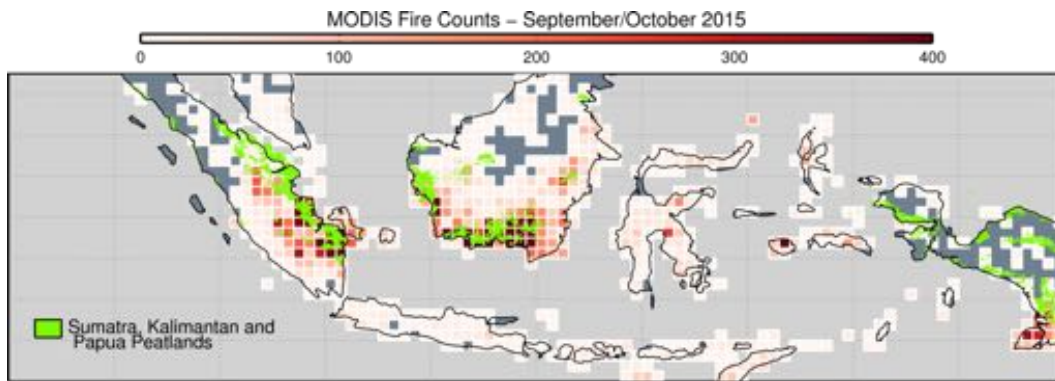 MODIS Fire Counts – September/October 2015
0 100 200 300 400
Sumatra, Kalimantan and
Papua Peatlands